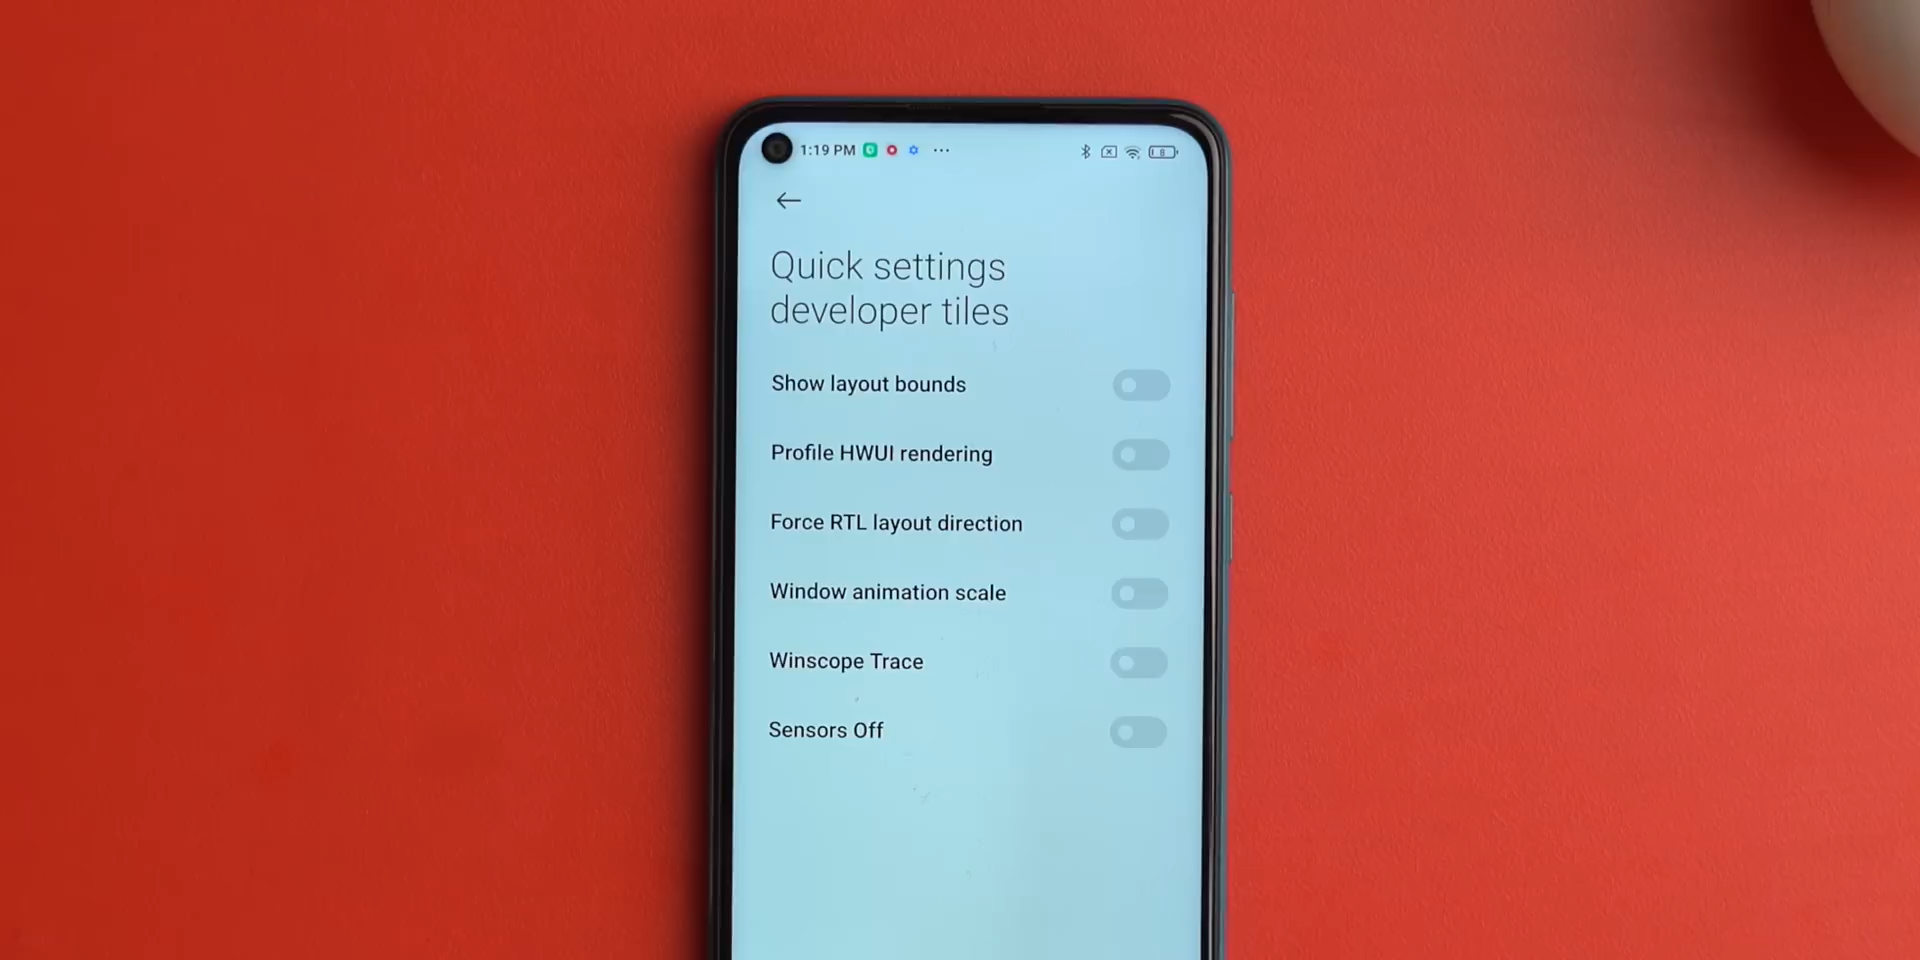 1:19 PM
Quick settings
developer tiles
Show layout bounds
Profile HWUI rendering
Force RTL layout direction
Window animation scale
Winscope Trace
Sensors Off